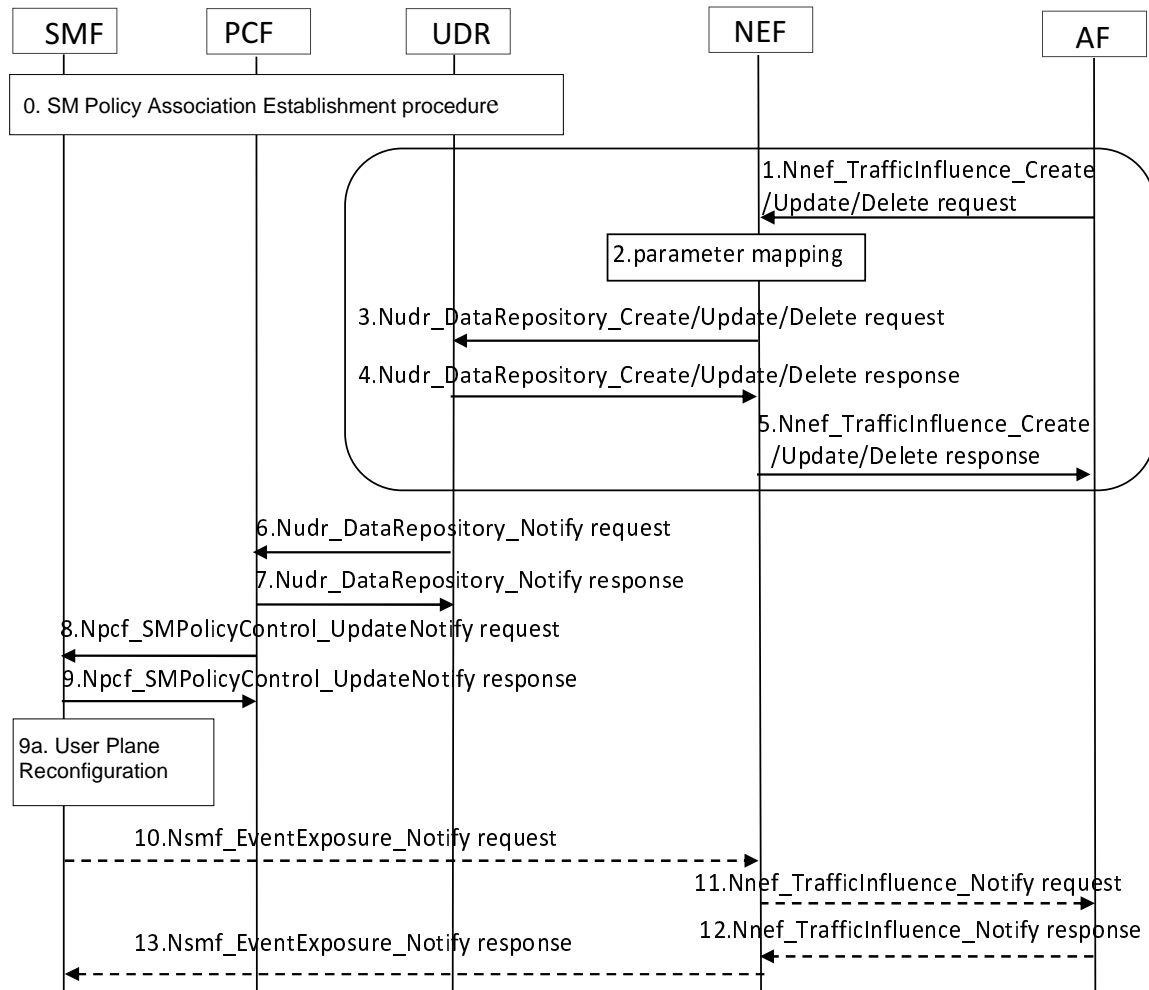 SMF
PCF
UDR
NEF
AF
0. SM Policy Association Establishment procedure
1.Nnef_TrafficInfluence_Create
/Update/Delete request
2.parameter mapping
3.Nudr_DataRepository_Create/Update/Delete request
4.Nudr_DataRepository_Create/Update/Delete response
5.Nnef_TrafficInfluence_Create
/Update/Delete response
6.Nudr_DataRepository_Notify request
7.Nudr_DataRepository_Notify response
8.Npcf_SMPolicyControl_UpdateNotify request
9.Npcf_SMPolicyControl_UpdateNotify response
9a. User Plane
Reconfiguration
10.Nsmf_EventExposure_Notify request
11.Nnef_TrafficInfluence_Notify request
12.Nnef_TrafficInfluence_Notify response
13.Nsmf_EventExposure_Notify response